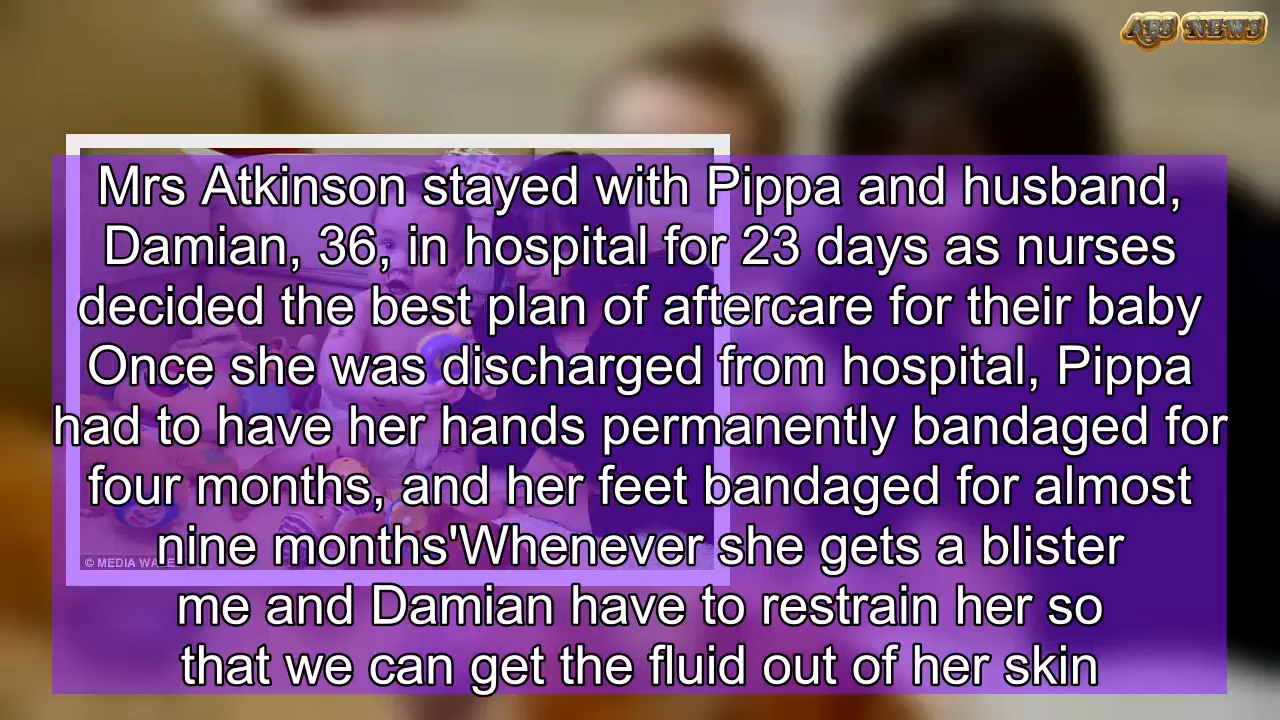 ABS NEWS
Mrs Atkinson stayed with Pippa and husband,
Damian, 36, in hospital for 23 days as nurses
decided the best plan of aftercare for their baby
Once she was discharged from hospital, Pippa
had to have her hands permanently bandaged for
four months, and her feet bandaged for almost
nine months'Whenever she gets a blister
© MEDIA WALES
me and Damian have to restrain her so
that we can get the fluid out of her skin